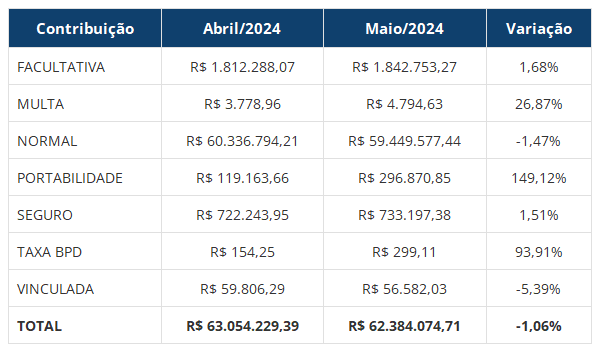 Contribuição Abril/2024 Maio/2024 Variação
FACULTATIVA R$ 1.812.288,07 R$ 1.842.753,27 1,68%
MULTA R$ 3.778,96 R$ 4.794,63 26,87%
NORMAL R$ 60.336.794,21 R$ 59.449.577,44 -1,47%
PORTABILIDADE R$ 119.163,66 R$ 296.870,85 149,12%
SEGURO R$ 722.243,95 R$ 733.197,38 1,51%
TAXA BPD R$ 154,25 R$ 299,11 93,91%
VINCULADA R$ 59.806,29 R$ 56.582,03 -5,39%
TOTAL R$ 63.054.229,39 R$ 62.384.074,71 -1,06%